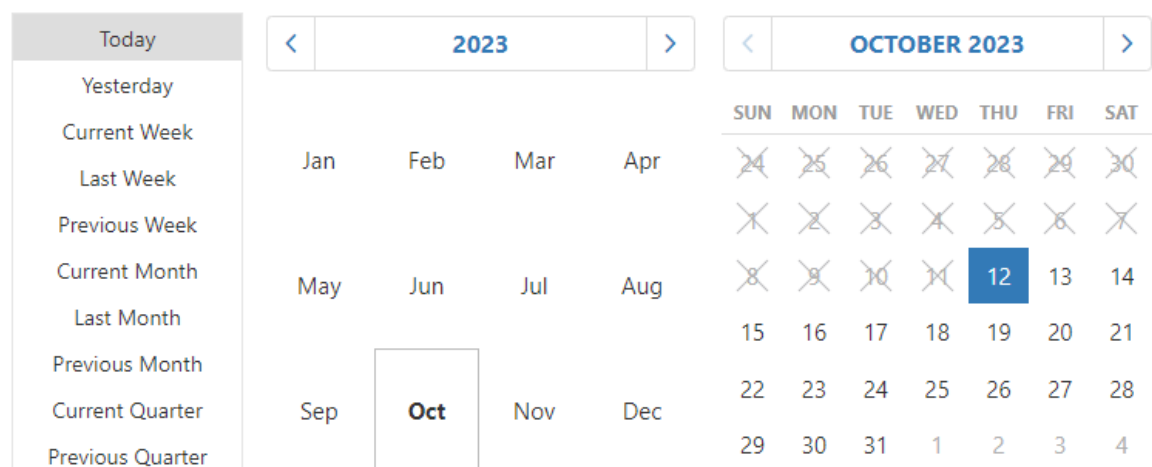 Today
Yesterday
Current Week
Last Week
Previous Week
Current Month
Last Month
Previous Month
Current Quarter
Previous Quarter
2023
Jan Feb Mar Apr
May Jun Jul Aug
Sep Oct Nov Dec
OCTOBER 2023
SUN MON TUE WED THU FRI SAT
24 25 26 27 28 29 30
1 2 3 4 5 6 7
8 9 10 11 12 13 14
15 16 17 18 19 20 21
22 23 24 25 26 27 28
29 30 31 1 2 3 4